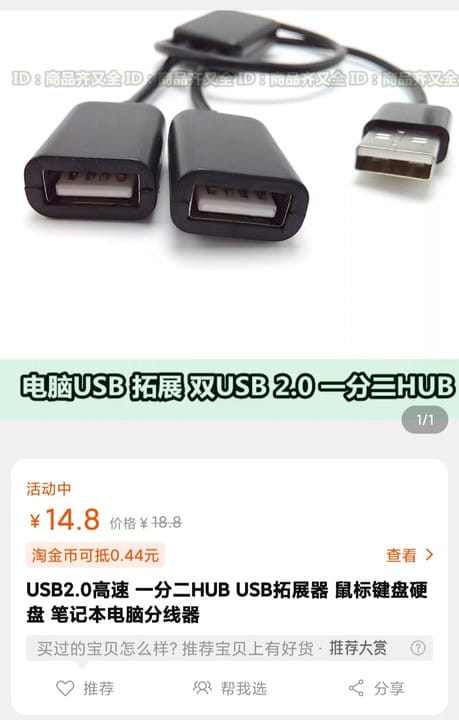 ID：商品齐又全 ID：商品齐又全 ID：商品齐又全
电脑USB 拓展 双USB 2.0 一分二HUB
1/1
活动中
￥14.8 价格￥18.8
淘金币可抵0.44元 查看
USB2.0高速 一分二HUB USB拓展器 鼠标键盘硬
盘 笔记本电脑分线器
买过的宝贝怎么样? 推荐宝贝上有好货 · 推荐大赏
推荐 帮我选 分享